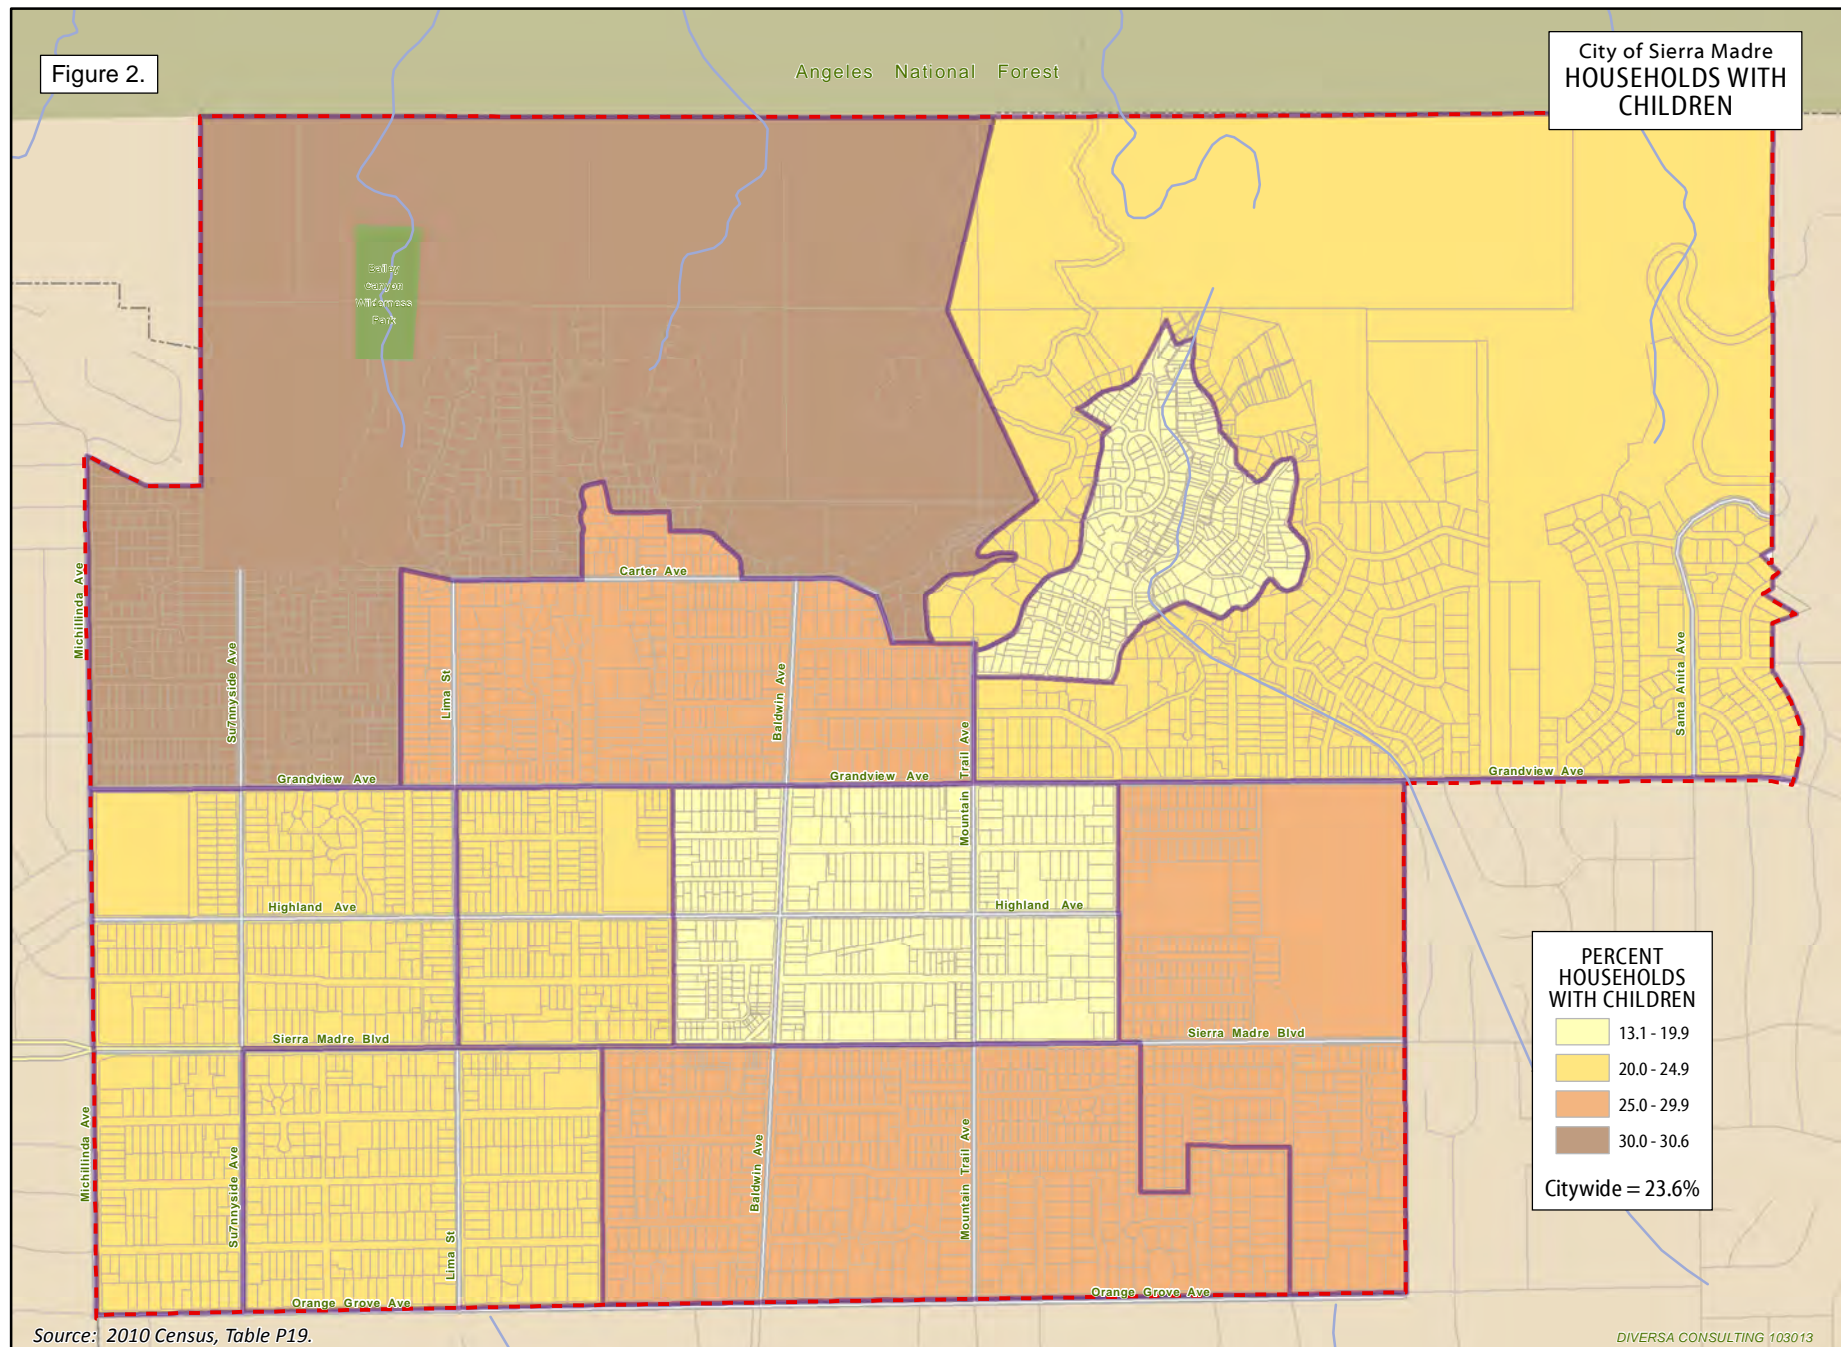 Figure 2.
City of Sierra Madre
HOUSEHOLDS WITH
CHILDREN
Angeles National Forest
Bailey
Canyon
Wilderness
Park
Carter Ave
Michillinda Ave
Su7nnyside Ave
Lima St
Baldwin Ave
Mountain Trail Ave
Santa Anita Ave
Grandview Ave
Grandview Ave
Grandview Ave
Highland Ave
Highland Ave
Sierra Madre Blvd
Sierra Madre Blvd
Michillinda Ave
Su7nnyside Ave
Lima St
Baldwin Ave
Mountain Trail Ave
Orange Grove Ave
Orange Grove Ave
PERCENT
HOUSEHOLDS
WITH CHILDREN
13.1 - 19.9
20.0 - 24.9
25.0 - 29.9
30.0 - 30.6
Citywide = 23.6%
Source: 2010 Census, Table P19.
DIVERSA CONSULTING 103013